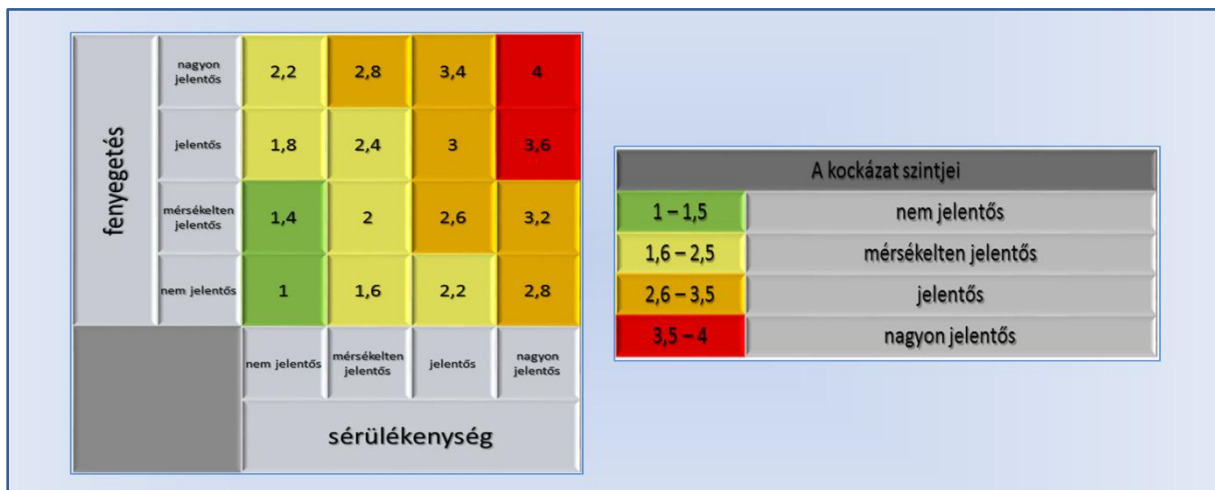 fenyegetés
nagyon
jelentős
2,2 2,8 3,4 4
jelentős
1,8 2,4 3 3,6
mérsékelten
jelentős
1,4 2 2,6 3,2
nem jelentős
1 1,6 2,2 2,8
nem jelentős
mérsékelten
jelentős
jelentős
nagyon
jelentős
sérülékenység
A kockázat szintjei
1 – 1,5 nem jelentős
1,6 – 2,5 mérsékelten jelentős
2,6 – 3,5 jelentős
3,5 – 4 nagyon jelentős